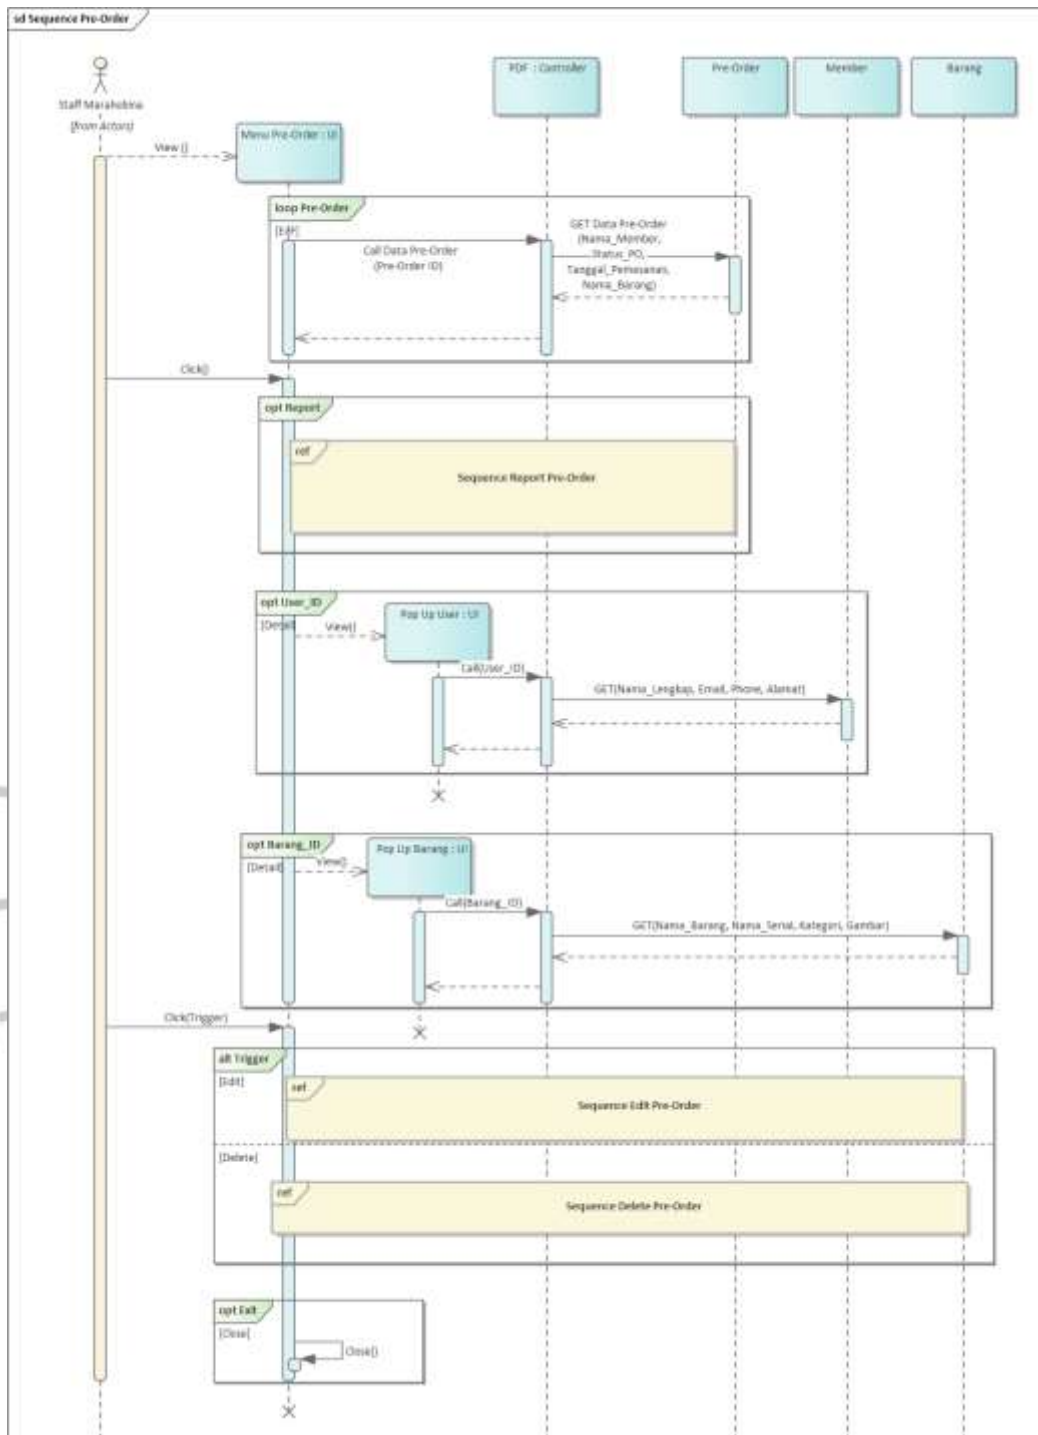 sd Sequence Pre-Order
PDF : Controller
Pre-Order
Member
Barang
Staff Marahobina
(from Actors)
Menu Pre-Order : UI
View ()
loop Pre-Order
[Edit]
Call Data Pre-Order
(Pre-Order ID)
GET Data Pre-Order
(Nama_Member,
Status_PO,
Tanggal_Pemesanan,
Nama_Barang)
Click()
opt Report
ref
Sequence Report Pre-Order
opt User_ID
[Detail]
View()
Pop Up User : UI
Call(User_ID)
GET(Nama_Lengkap, Email, Phone, Alamat)
opt Barang_ID
[Detail]
View()
Pop Up Barang : UI
Call(Barang_ID)
GET(Nama_Barang, Nama_Serial, Kategori, Gambar)
Click(Trigger)
alt Trigger
[Edit]
ref
Sequence Edit Pre-Order
[Delete]
ref
Sequence Delete Pre-Order
opt Exit
[Close]
Close()